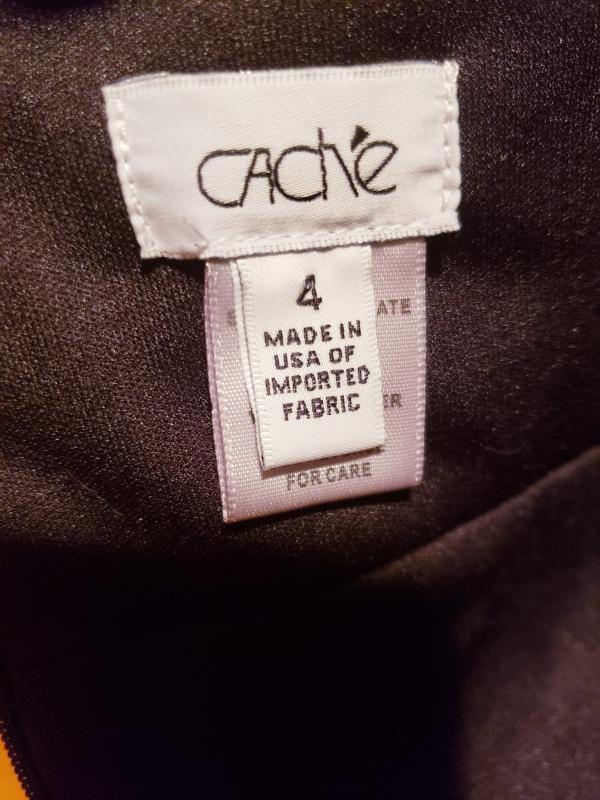 Caché
4
MADE IN
USA OF
IMPORTED
FABRIC
FOR CARE